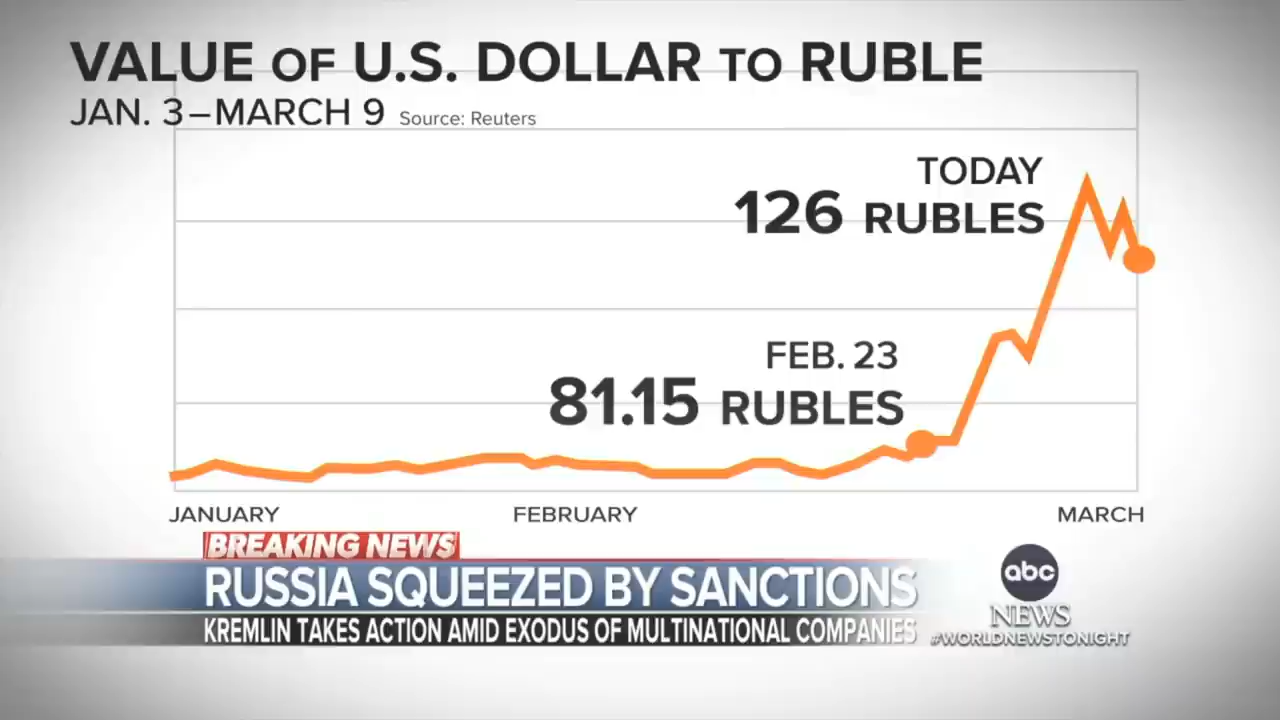 VALUE OF U.S. DOLLAR TO RUBLE
JAN. 3–MARCH 9 Source: Reuters
TODAY
126 RUBLES
FEB. 23
81.15 RUBLES
JANUARY FEBRUARY MARCH
BREAKING NEWS
RUSSIA SQUEEZED BY SANCTIONS
KREMLIN TAKES ACTION AMID EXODUS OF MULTINATIONAL COMPANIES
abc
NEWS
#WORLDNEWSTONIGHT